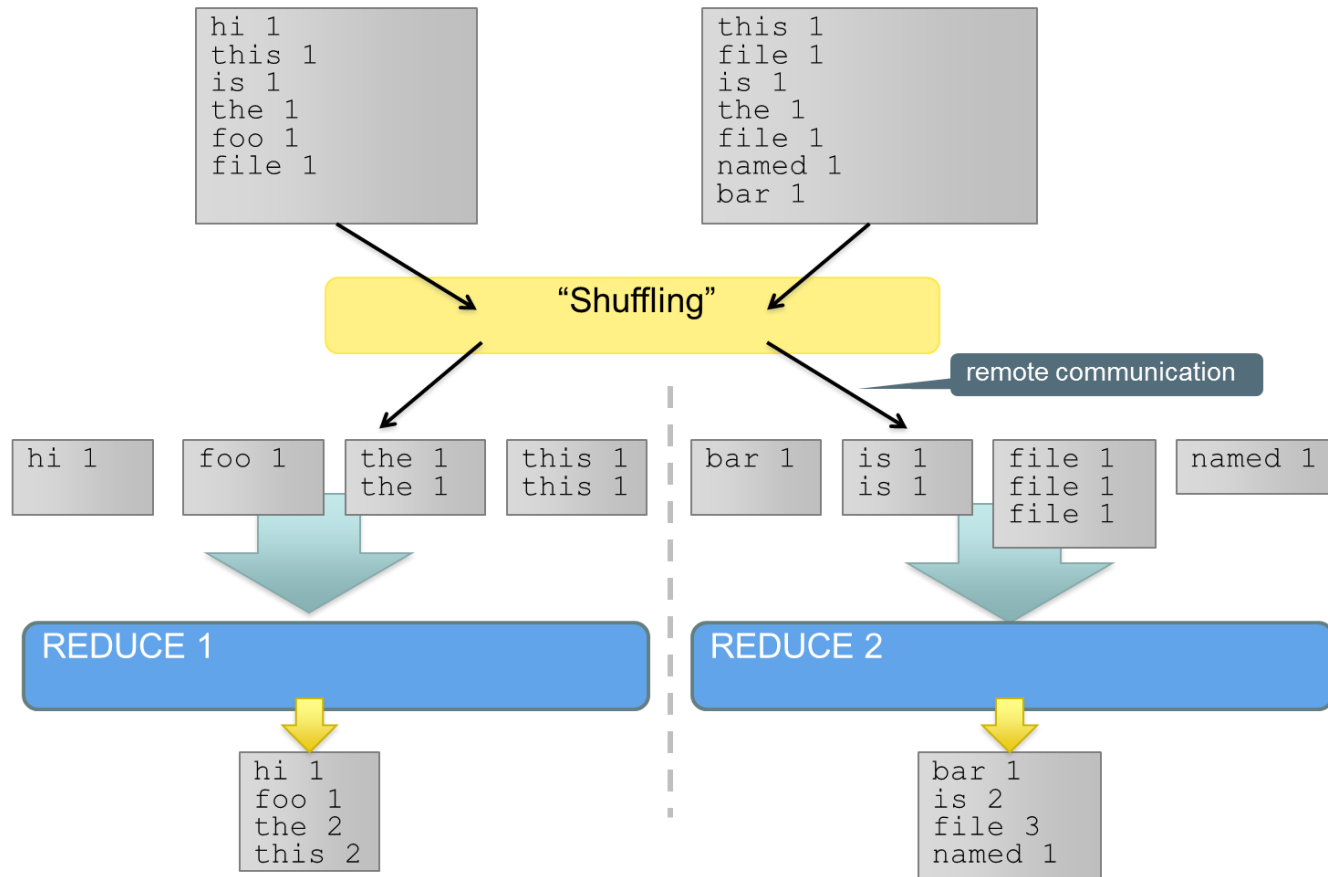 hi 1
this 1
is 1
the 1
foo 1
file 1
this 1
file 1
is 1
the 1
file 1
named 1
bar 1
“Shuffling”
remote communication
hi 1
foo 1
the 1
the 1
this 1
this 1
bar 1
is 1
is 1
file 1
file 1
file 1
named 1
REDUCE 1
REDUCE 2
hi 1
foo 1
the 2
this 2
bar 1
is 2
file 3
named 1